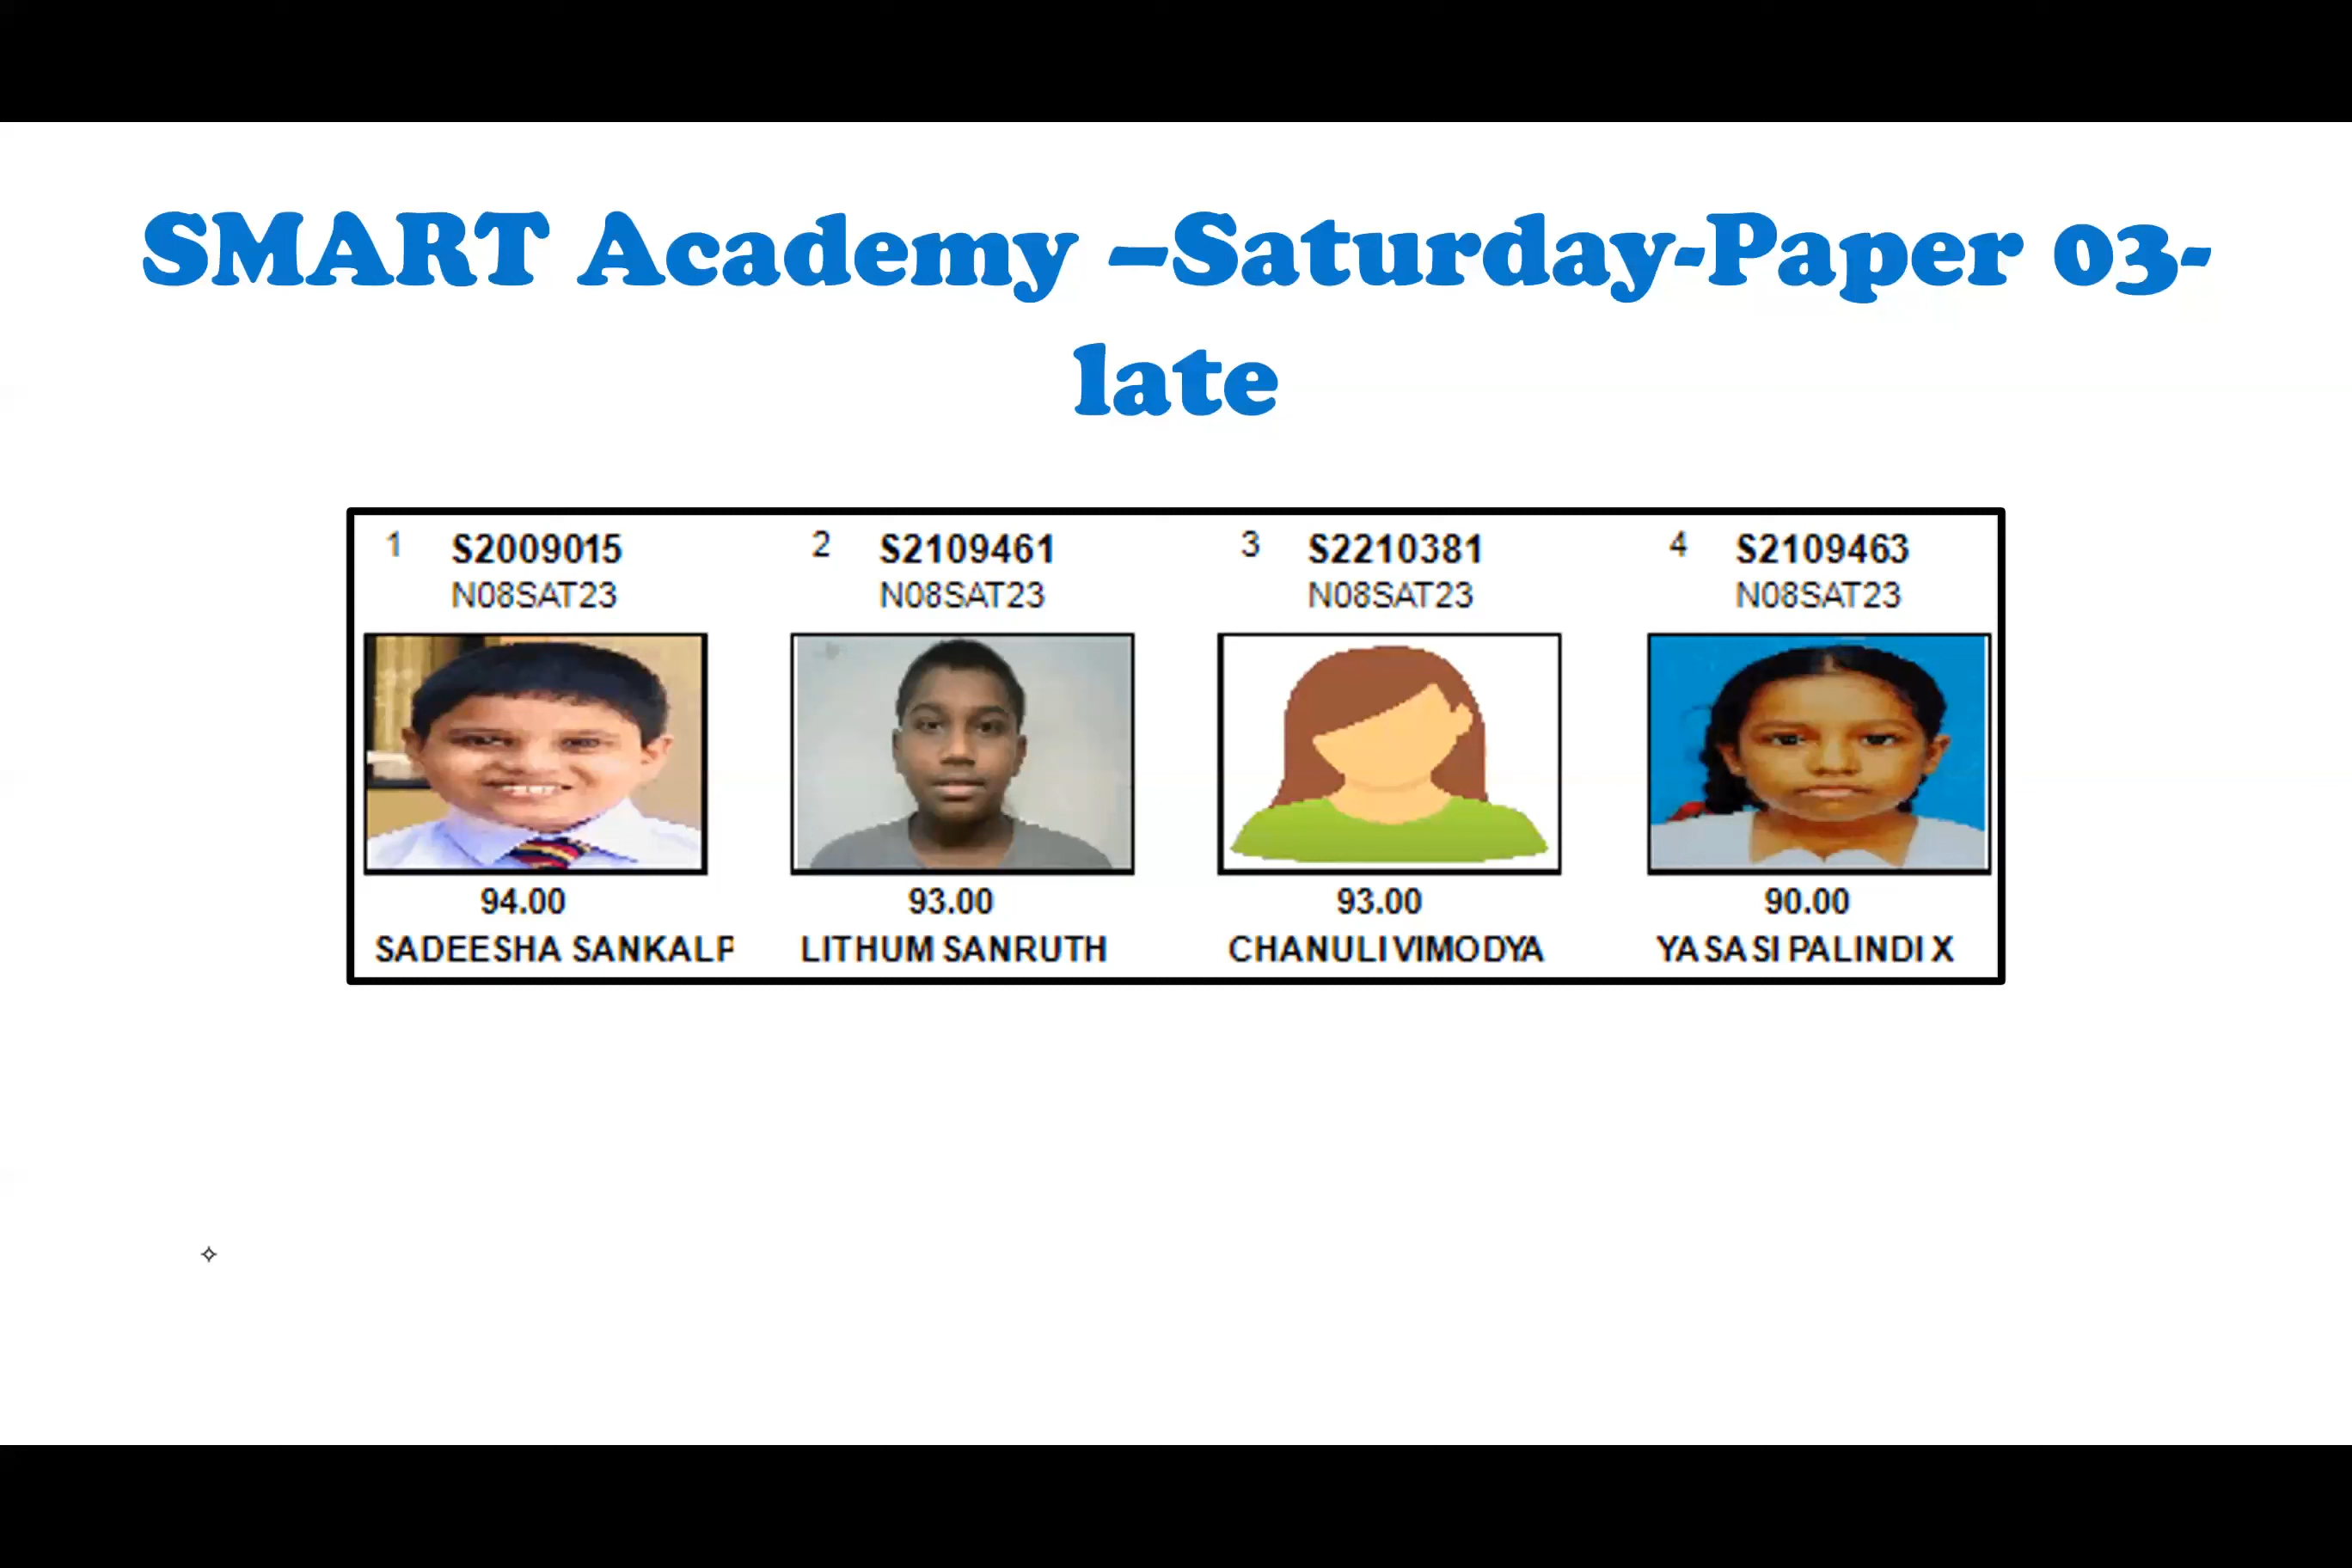 SMART Academy –Saturday-Paper 03-
late
1 S2009015 2 S2109461 3 S2210381 4 S2109463
N08SAT23 N08SAT23 N08SAT23 N08SAT23
94.00 93.00 93.00 90.00
SADEESHA SANKALP LITHUM SANRUTH CHANULI VIMODYA YASASI PALINDI X